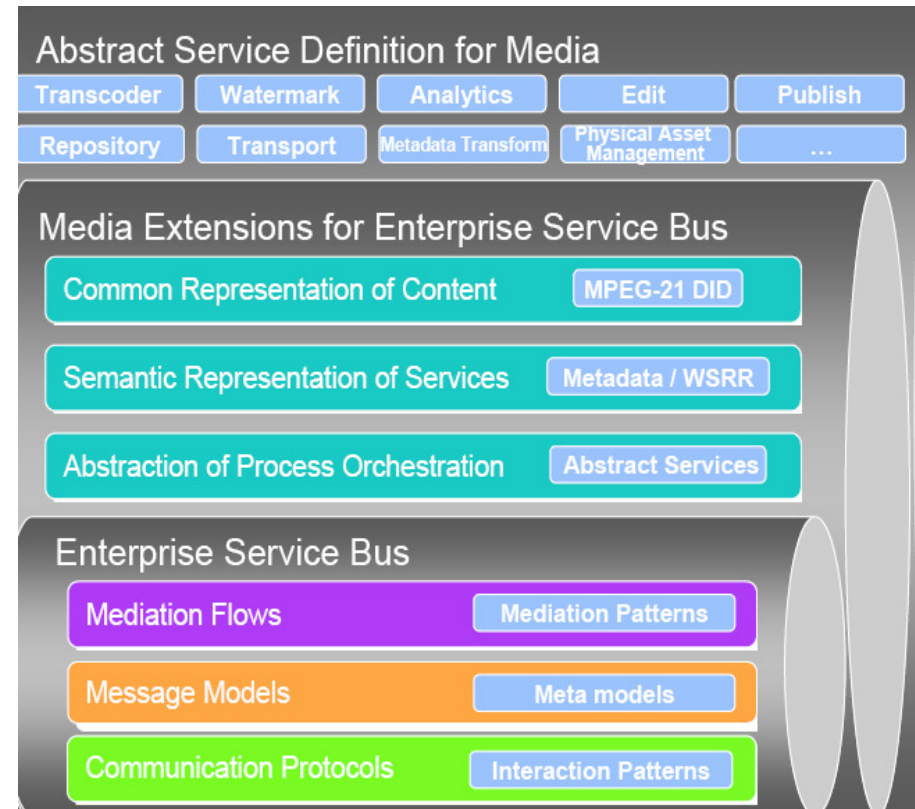 Abstract Service Definition for Media
Transcoder Watermark Analytics Edit Publish
Repository Transport Metadata Transform Physical Asset
Management ...
Media Extensions for Enterprise Service Bus
Common Representation of Content MPEG-21 DID
Semantic Representation of Services Metadata / WSRR
Abstraction of Process Orchestration Abstract Services
Enterprise Service Bus
Mediation Flows Mediation Patterns
Message Models Meta models
Communication Protocols Interaction Patterns